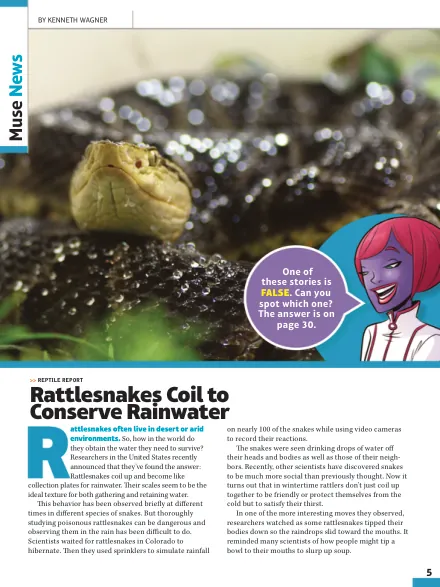 BY KENNETH WAGNER
Muse News
One of
these stories is
FALSE. Can you
spot which one?
The answer is on
page 30.
>> REPTILE REPORT
Rattlesnakes Coil to
Conserve Rainwater
Rattlesnakes often live in desert or arid
environments. So, how in the world do
they obtain the water they need to survive?
Researchers in the United States recently
announced that they've found the answer:
Rattlesnakes coil up and become like
collection plates for rainwater. Their scales seem to be the
ideal texture for both gathering and retaining water.
This behavior has been observed briefly at different
times in different species of snakes. But thoroughly
studying poisonous rattlesnakes can be dangerous and
observing them in the rain has been difficult to do.
Scientists waited for rattlesnakes in Colorado to
hibernate. Then they used sprinklers to simulate rainfall
on nearly 100 of the snakes while using video cameras
to record their reactions.
The snakes were seen drinking drops of water off
their heads and bodies as well as those of their neigh-
bors. Recently, other scientists have discovered snakes
to be much more social than previously thought. Now it
turns out that in wintertime rattlers don't just coil up
together to be friendly or protect themselves from the
cold but to satisfy their thirst.
In one of the more interesting moves they observed,
researchers watched as some rattlesnakes tipped their
bodies down so the raindrops slid toward the mouths. It
reminded many scientists of how people might tip a
bowl to their mouths to slurp up soup.
5